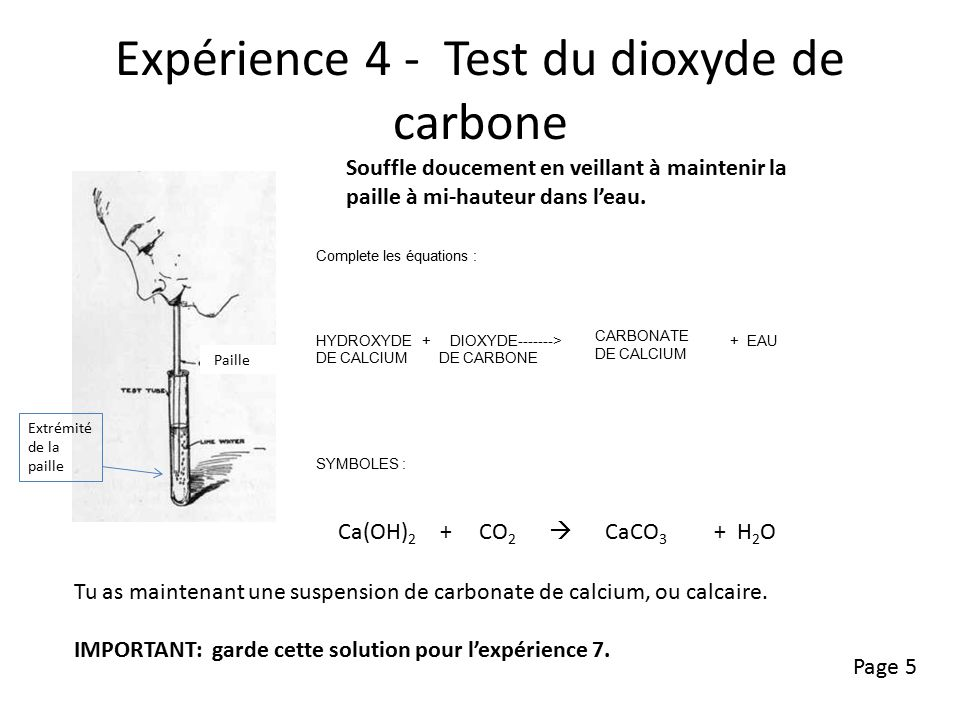 Expérience 4 - Test du dioxyde de
carbone
Souffle doucement en veillant à maintenir la
paille à mi-hauteur dans l’eau.
Complete les équations :
HYDROXYDE + DIOXYDE-------> CARBONATE + EAU
DE CALCIUM DE CARBONE DE CALCIUM
Paille
TEST TUBE
LIME WATER
Extrémité
de la
paille
SYMBOLES :
Ca(OH)₂ + CO₂ → CaCO₃ + H₂O
Tu as maintenant une suspension de carbonate de calcium, ou calcaire.
IMPORTANT: garde cette solution pour l’expérience 7.
Page 5